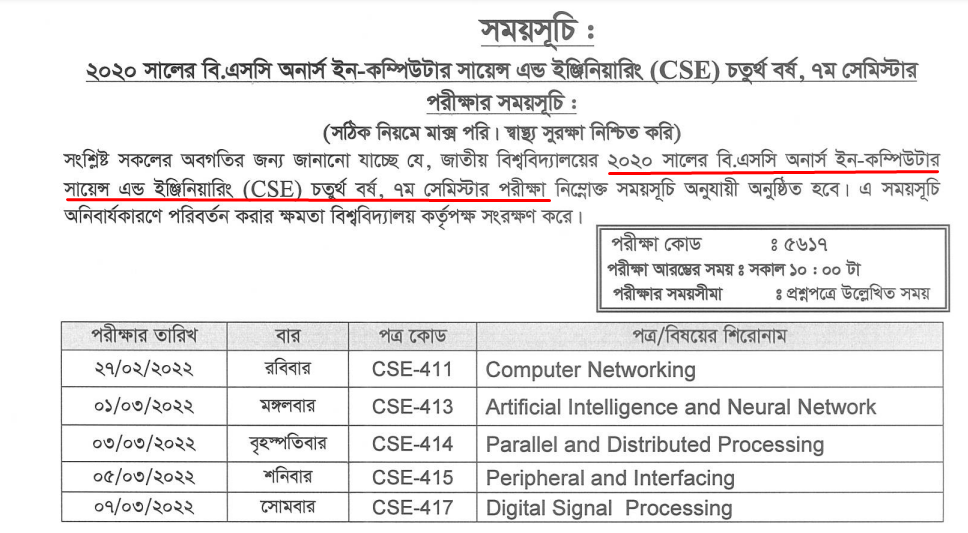 সময়সূচি :
২০২০ সালের বি.এসসি অনার্স ইন-কম্পিউটার সায়েন্স এন্ড ইঞ্জিনিয়ারিং (CSE) চতুর্থ বর্ষ, ৭ম সেমিস্টার
পরীক্ষার সময়সূচি :
(সঠিক নিয়মে মাক্স পরি। স্বাস্থ্য সুরক্ষা নিশ্চিত করি)
সংশ্লিষ্ট সকলের অবগতির জন্য জানানো যাচ্ছে যে, জাতীয় বিশ্ববিদ্যালয়ের ২০২০ সালের বি.এসসি অনার্স ইন-কম্পিউটার
সায়েন্স এন্ড ইঞ্জিনিয়ারিং (CSE) চতুর্থ বর্ষ, ৭ম সেমিস্টার পরীক্ষা নিম্নোক্ত সময়সূচি অনুযায়ী অনুষ্ঠিত হবে। এ সময়সূচি
অনিবার্যকারণে পরিবর্তন করার ক্ষমতা বিশ্ববিদ্যালয় কর্তৃপক্ষ সংরক্ষণ করে।
পরীক্ষা কোড : ৫৬১৭
পরীক্ষা আরম্ভের সময় : সকাল ১০ : ০০ টা
পরীক্ষার সময়সীমা : প্রশ্নপত্রে উল্লেখিত সময়
পরীক্ষার তারিখ বার পত্র কোড পত্র/বিষয়ের শিরোনাম
২৭/০২/২০২২ রবিবার CSE-411 Computer Networking
০১/০৩/২০২২ মঙ্গলবার CSE-413 Artificial Intelligence and Neural Network
০৩/০৩/২০২২ বৃহস্পতিবার CSE-414 Parallel and Distributed Processing
০৫/০৩/২০২২ শনিবার CSE-415 Peripheral and Interfacing
০৭/০৩/২০২২ সোমবার CSE-417 Digital Signal Processing